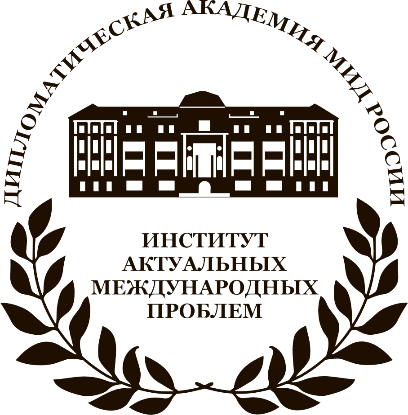 ДИПЛОМАТИЧЕСКАЯ АКАДЕМИЯ МИД РОССИИ
ИНСТИТУТ
АКТУАЛЬНЫХ
МЕЖДУНАРОДНЫХ
ПРОБЛЕМ